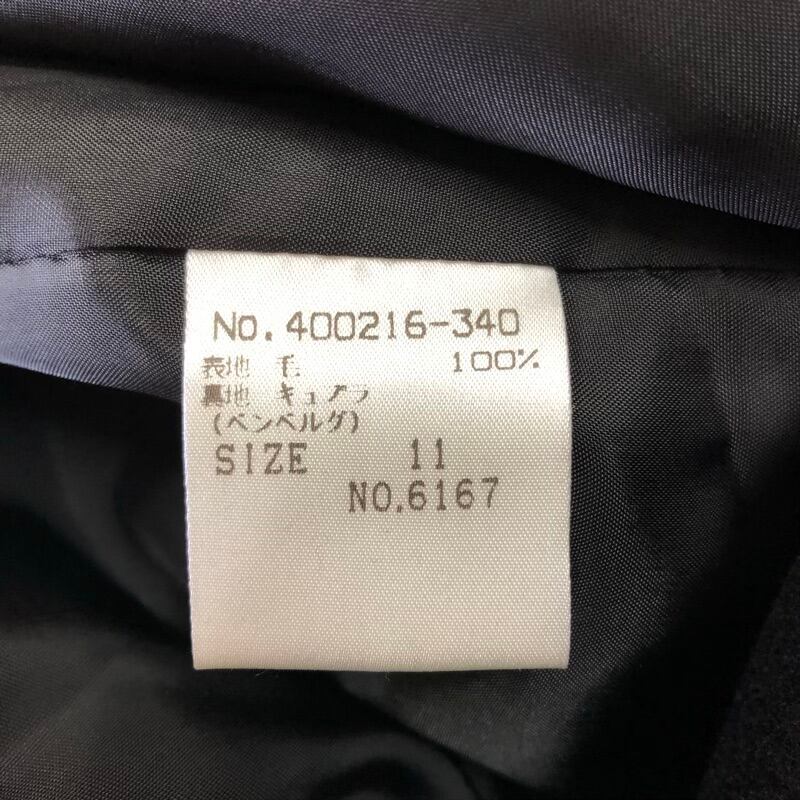 No.400216-340
表地 毛 100%
裏地 キュプラ
(ベンベルグ)
SIZE 11
NO.6167